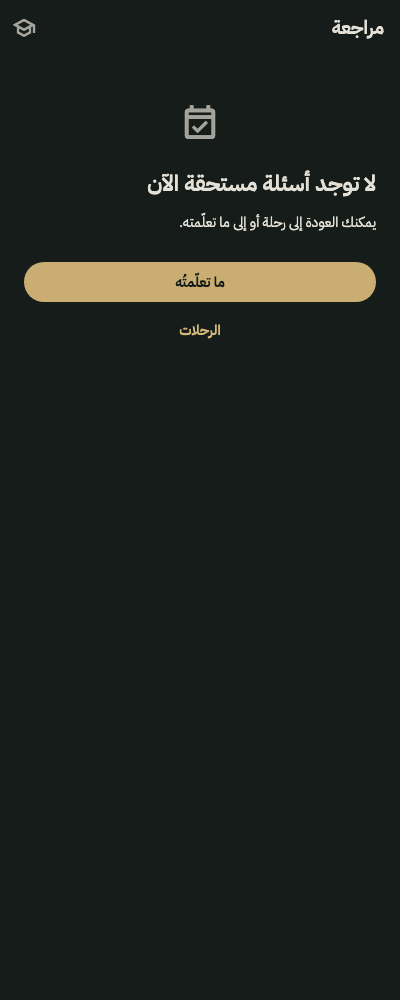 مراجعة
لا توجد أسئلة مستحقة الآن
يمكنك العودة إلى رحلة أو إلى ما تعلّمته.
ما تعلّمتُه
الرحلات